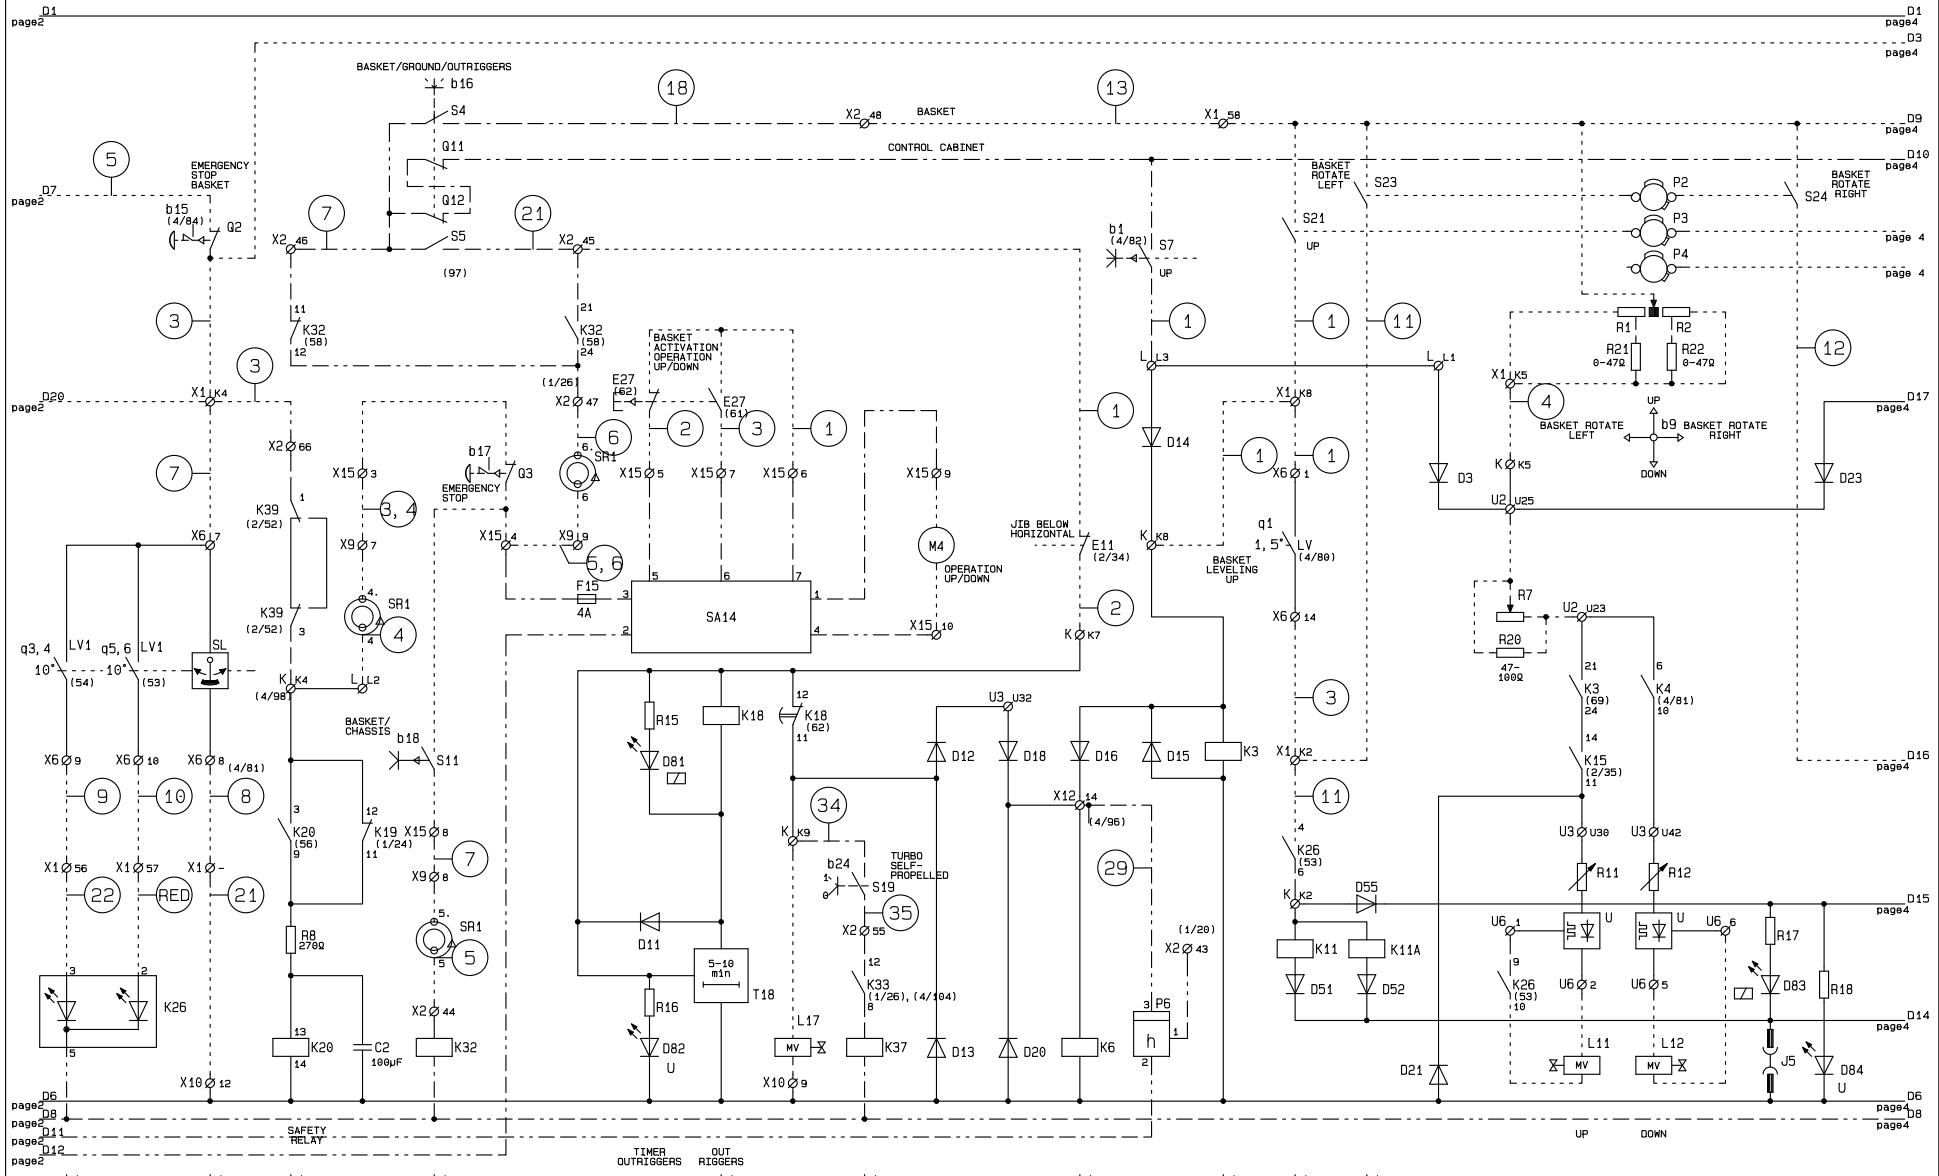 D1
D1
page2
page4
D3
page4
BASKET/GROUND/OUTRIGGERS
b16
18
13
S4
X2 48
BASKET
X1 58
D9
page4
Q11
CONTROL CABINET
D10
page4
5
EMERGENCY
STOP
BASKET
BASKET
ROTATE
LEFT
S23
P2
S24
BASKET
ROTATE
RIGHT
D7
page2
b15
(4/84)
Q2
7
Q12
21
S21
UP
P3
page 4
X2 46
S5
X2 45
b1
(4/82)
S7
UP
P4
page 4
(97)
3
11
K32
(58)
12
21
K32
(58)
24
1
1
11
R1
R2
R21
0-47Ω
R22
0-47Ω
12
3
BASKET
ACTIVATION
OPERATION
UP/DOWN
L L3
L L1
(1/26)
E27
(62)
X1 K5
D20
page2
X1 K4
X2 47
E27
(61)
1
X1 K8
4
UP
D17
page4
BASKET ROTATE
LEFT
b9
BASKET ROTATE
RIGHT
DOWN
X2 66
6
2
3
1
D14
1
1
7
b17
Q3
EMERGENCY
STOP
6.
SR1
6
X15 3
X15 5
X15 7
X15 6
X15 9
X6 1
K K5
D3
D23
1
K39
(2/52)
3,4
U2 U25
X6 7
X9 7
X15 4
X9 9
5,6
M4
OPERATION
UP/DOWN
JIB BELOW
HORIZONTAL
E11
(2/34)
K K8
q1
1,5°
LV
(4/80)
BASKET
LEVELING
UP
F15
4A
5
6
7
3
SA14
1
2
4
4.
SR1
4
4
K39
(2/52)
3
X15 10
2
K K7
X6 14
R7
U2 U23
R20
47-
100Ω
q3,4
10°
LV1
(54)
q5,6
10°
LV1
(53)
SL
K K4
(4/98)
L L2
3
21
K3
(69)
24
6
K4
(4/81)
10
BASKET/
CHASSIS
b18
S11
R15
K18
12
K18
(62)
11
U3 U32
D81
D12
D18
D16
D15
K3
X1 K2
14
K15
(2/35)
11
D16
page4
X6 9
X6 10
X6 8
(4/81)
9
10
8
34
X12 14
(4/96)
11
3
K20
(56)
9
12
K19
(1/24)
11
X15 8
7
K K9
4
K26
(53)
6
U3 U30
U3 U42
X1 56
X1 57
X1 -
X9 8
b24
1
0
TURBO
SELF-
PROPELLED
S19
29
R11
R12
22
RED
21
K K2
D55
D15
page4
R8
270Ω
5.
SR1
5
5
D11
35
X2 55
(1/20)
X2 43
K11
K11A
U6 1
U
U
U6 6
R17
3
2
K26
5
5-10
min
T18
12
K33
(1/26),(4/104)
8
D51
D52
9
K26
(53)
10
U6 2
U6 5
D83
R18
X2 44
R16
3
P6
h
1
2
D14
page4
13
K20
14
C2
100µF
K32
D82
U
L17
MV
K37
D13
D20
K6
L11
MV
L12
MV
J5
D21
D84
U
X10 12
X10 9
D6
page2
D6
page4
D8
page2
D8
page4
D11
page2
SAFETY
RELAY
UP
DOWN
D12
page2
TIMER
OUTRIGGERS
OUT
RIGGERS